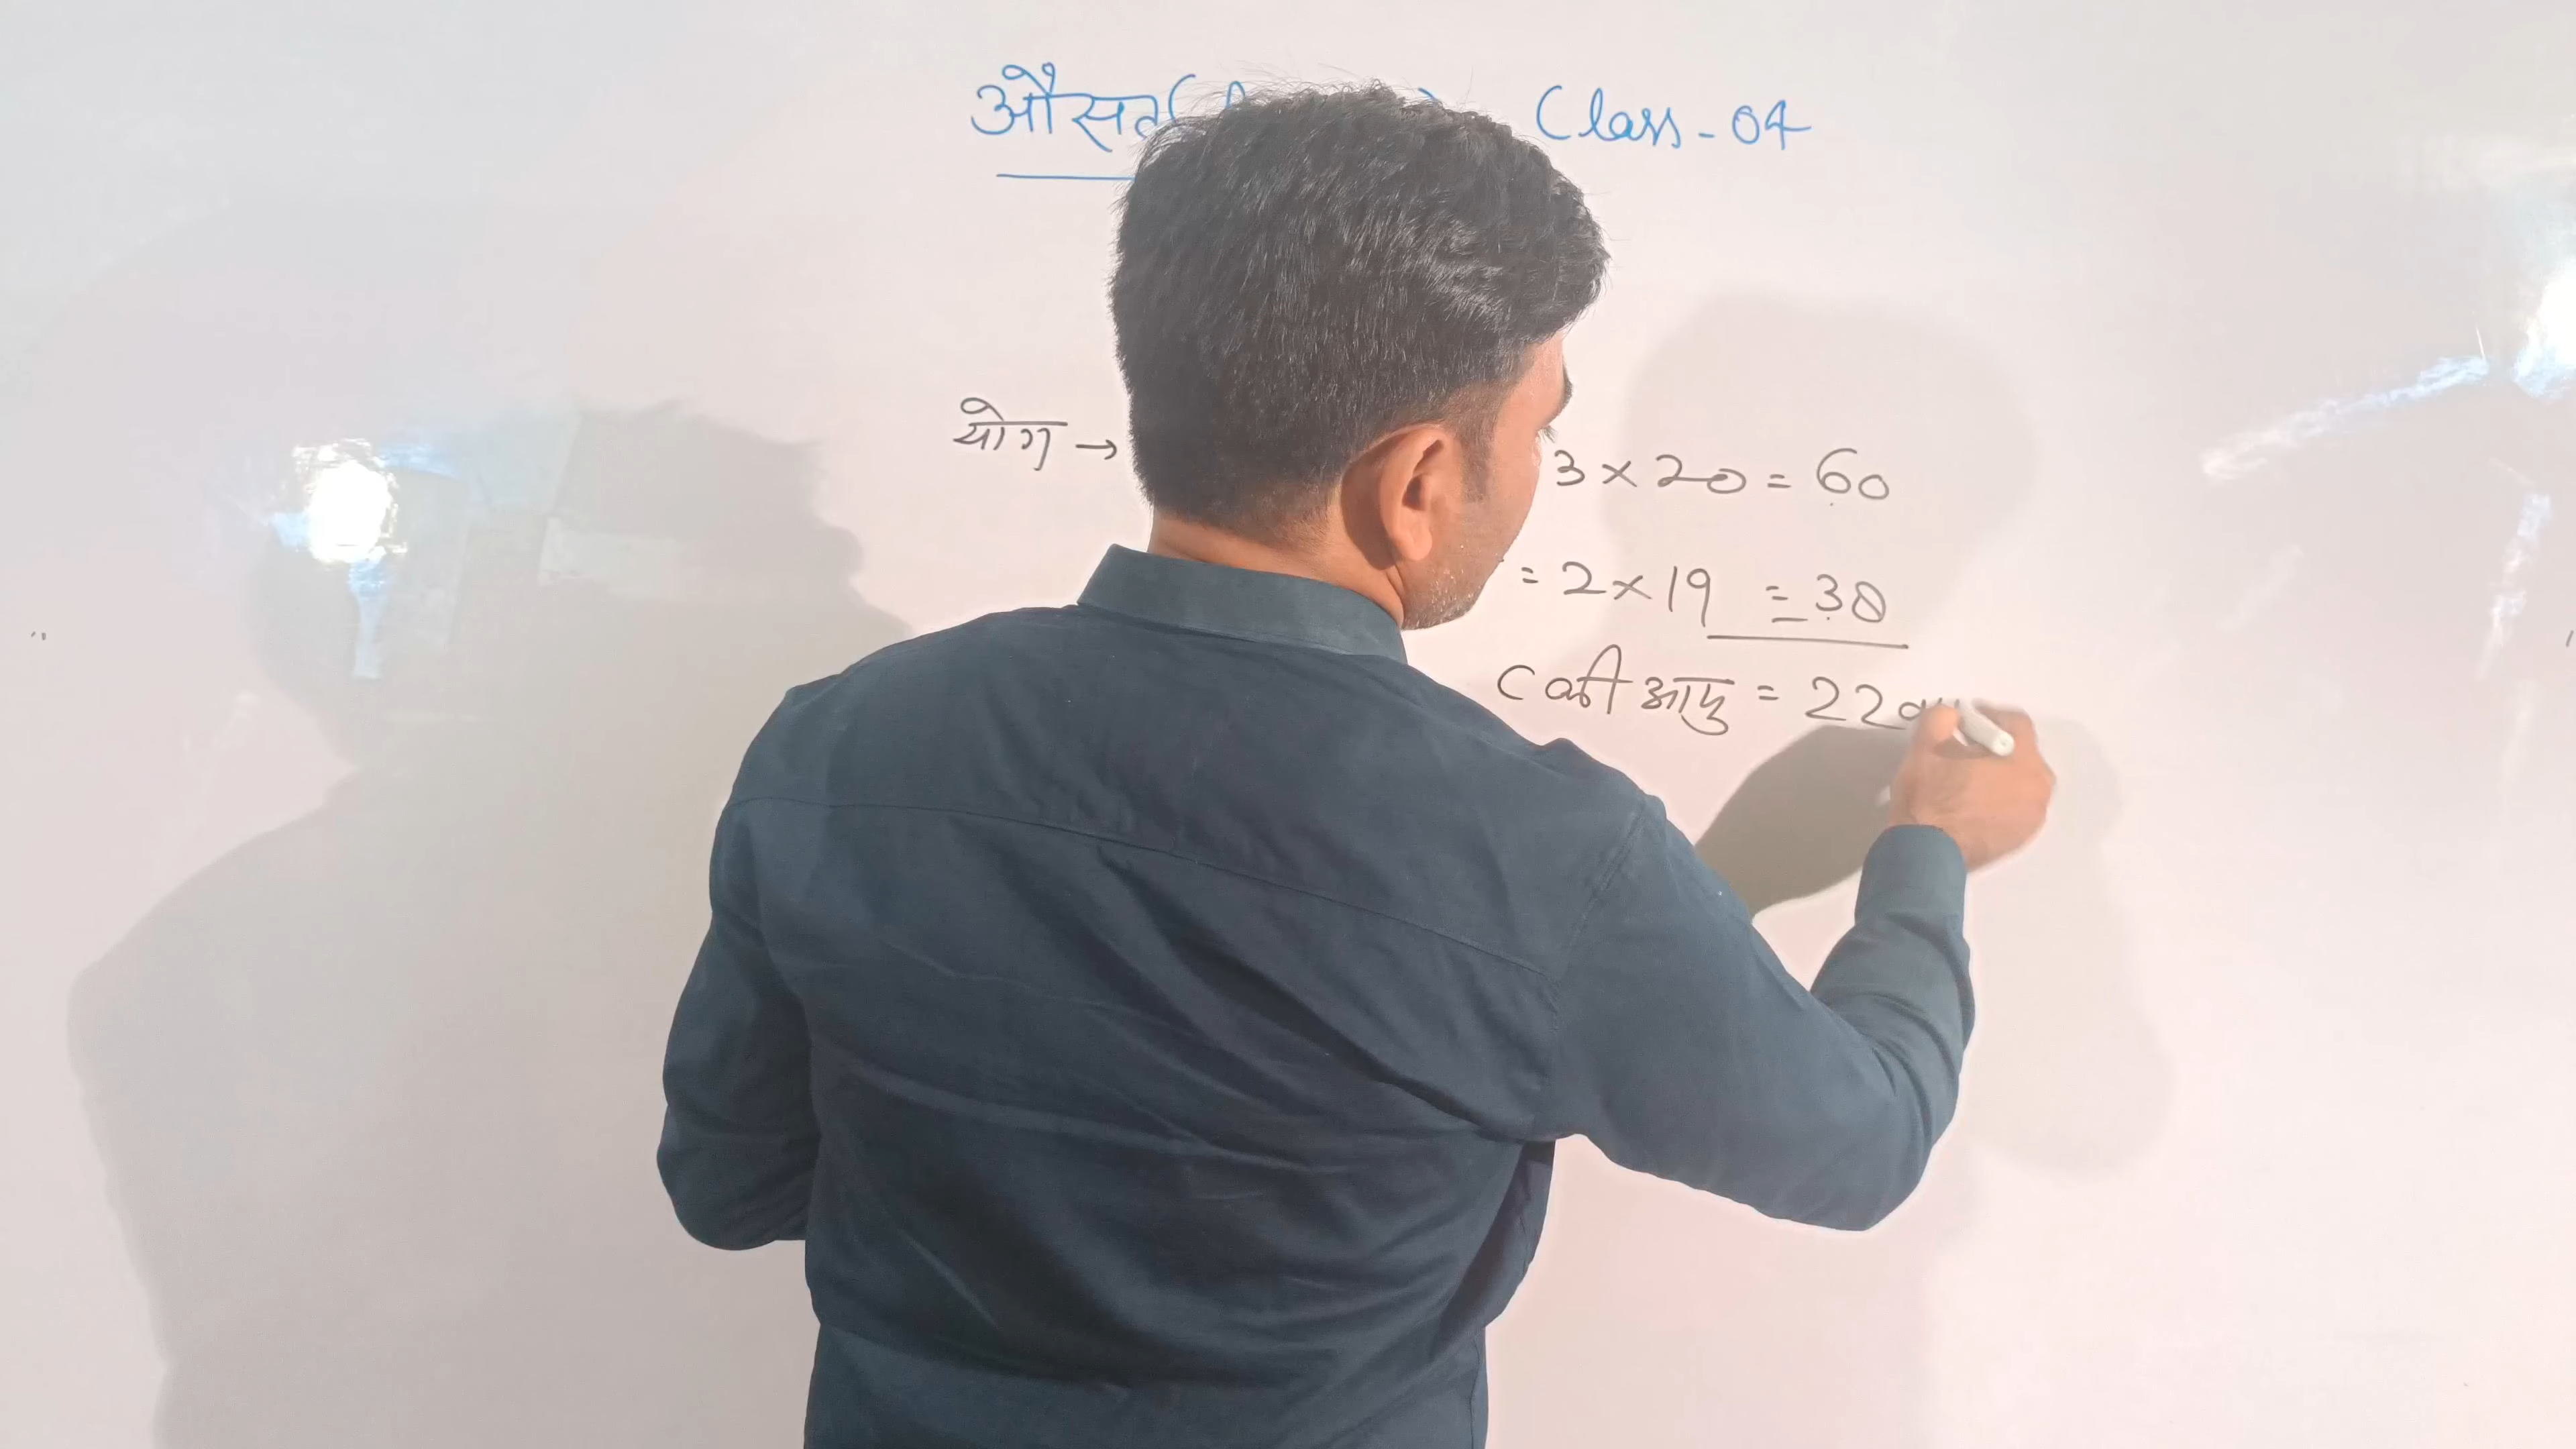 औसत( Class-04
योग → 3 × 20 = 60
= 2 × 19 = 38
C की आयु = 22